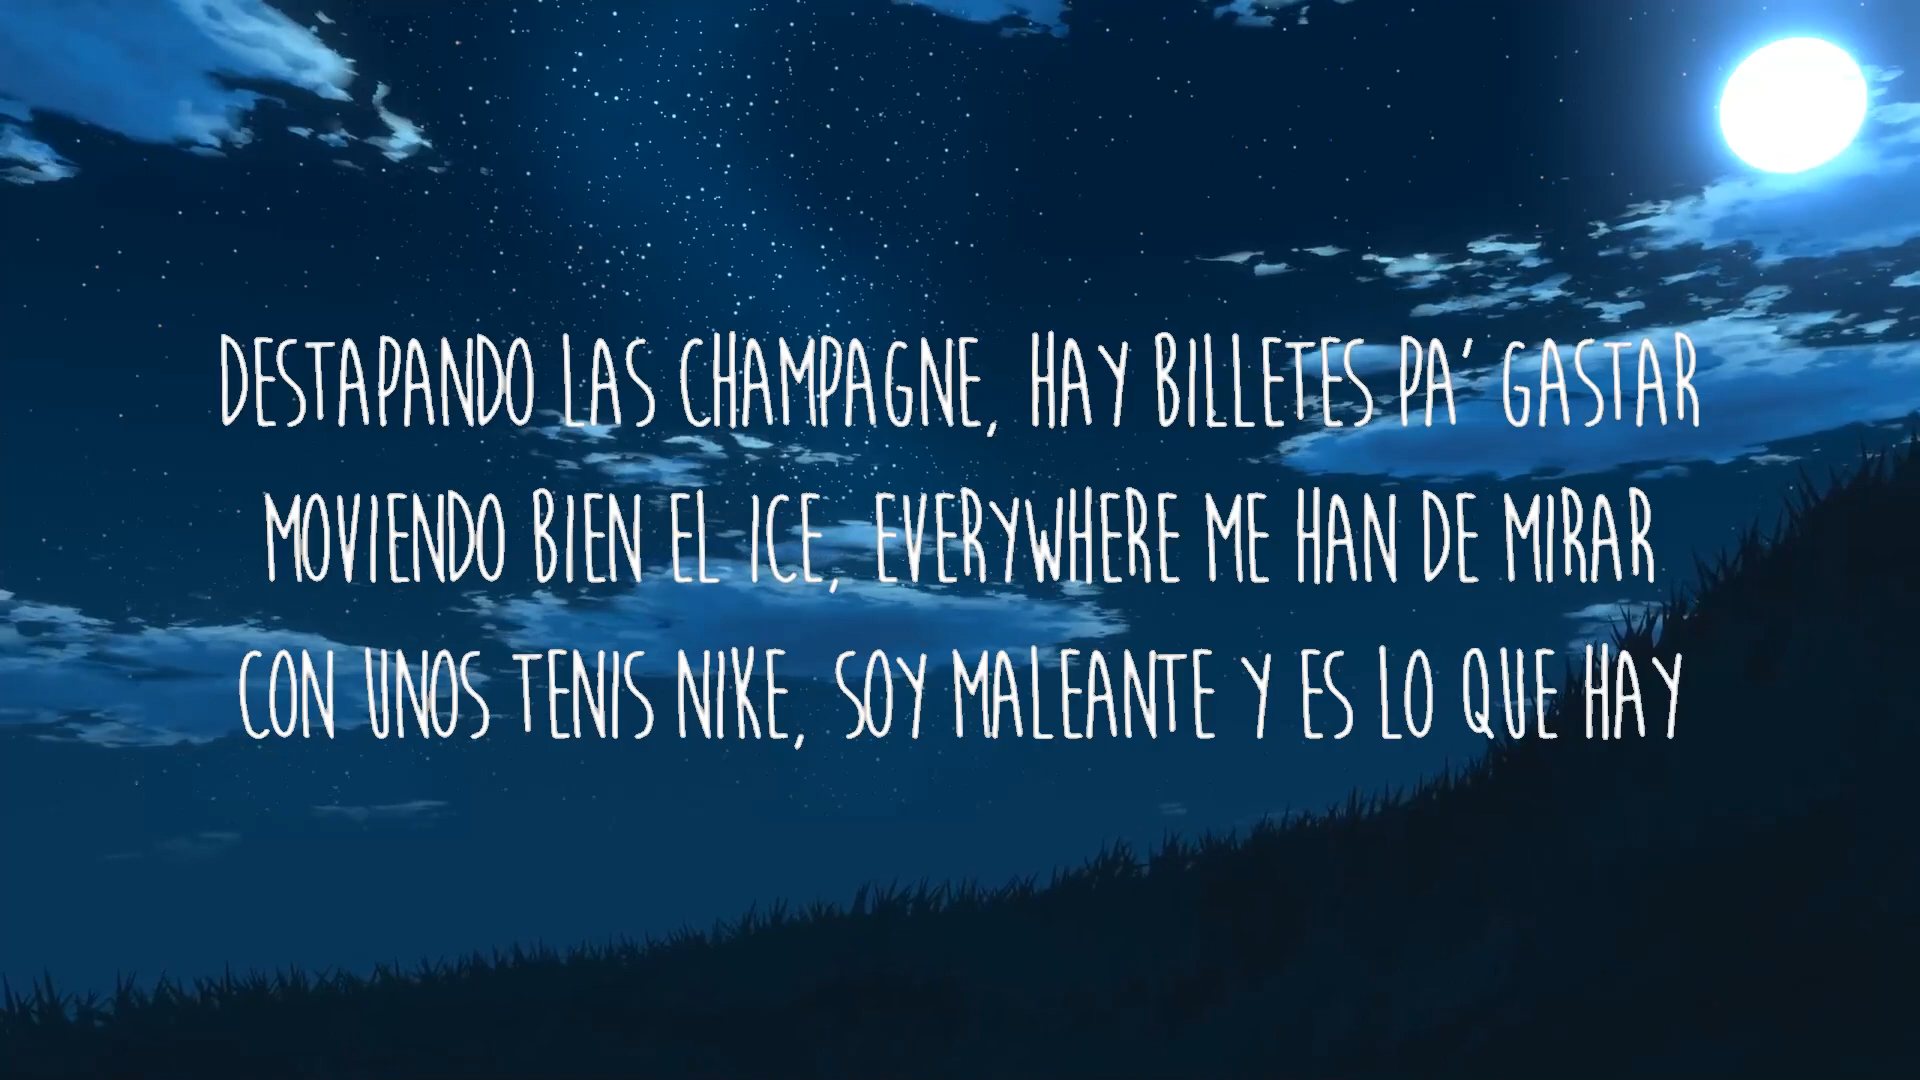 DESTAPANDO LAS CHAMPAGNE, HAY BILLETES PA' GASTAR
MOVIENDO BIEN EL ICE, EVERYWHERE ME HAN DE MIRAR
CON UNOS TENIS NIKE, SOY MALEANTE Y ES LO QUE HAY